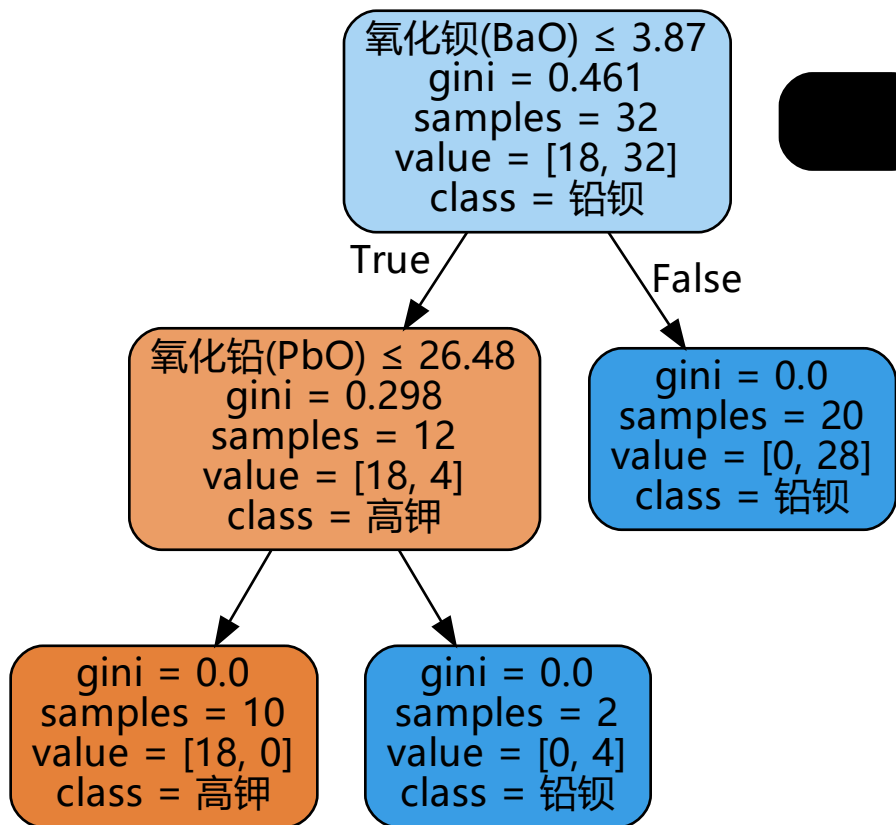 氧化钡(BaO) ≤ 3.87
gini = 0.461
samples = 32
value = [18, 32]
class = 铅钡
True
False
氧化铅(PbO) ≤ 26.48
gini = 0.298
samples = 12
value = [18, 4]
class = 高钾
gini = 0.0
samples = 20
value = [0, 28]
class = 铅钡
gini = 0.0
samples = 10
value = [18, 0]
class = 高钾
gini = 0.0
samples = 2
value = [0, 4]
class = 铅钡